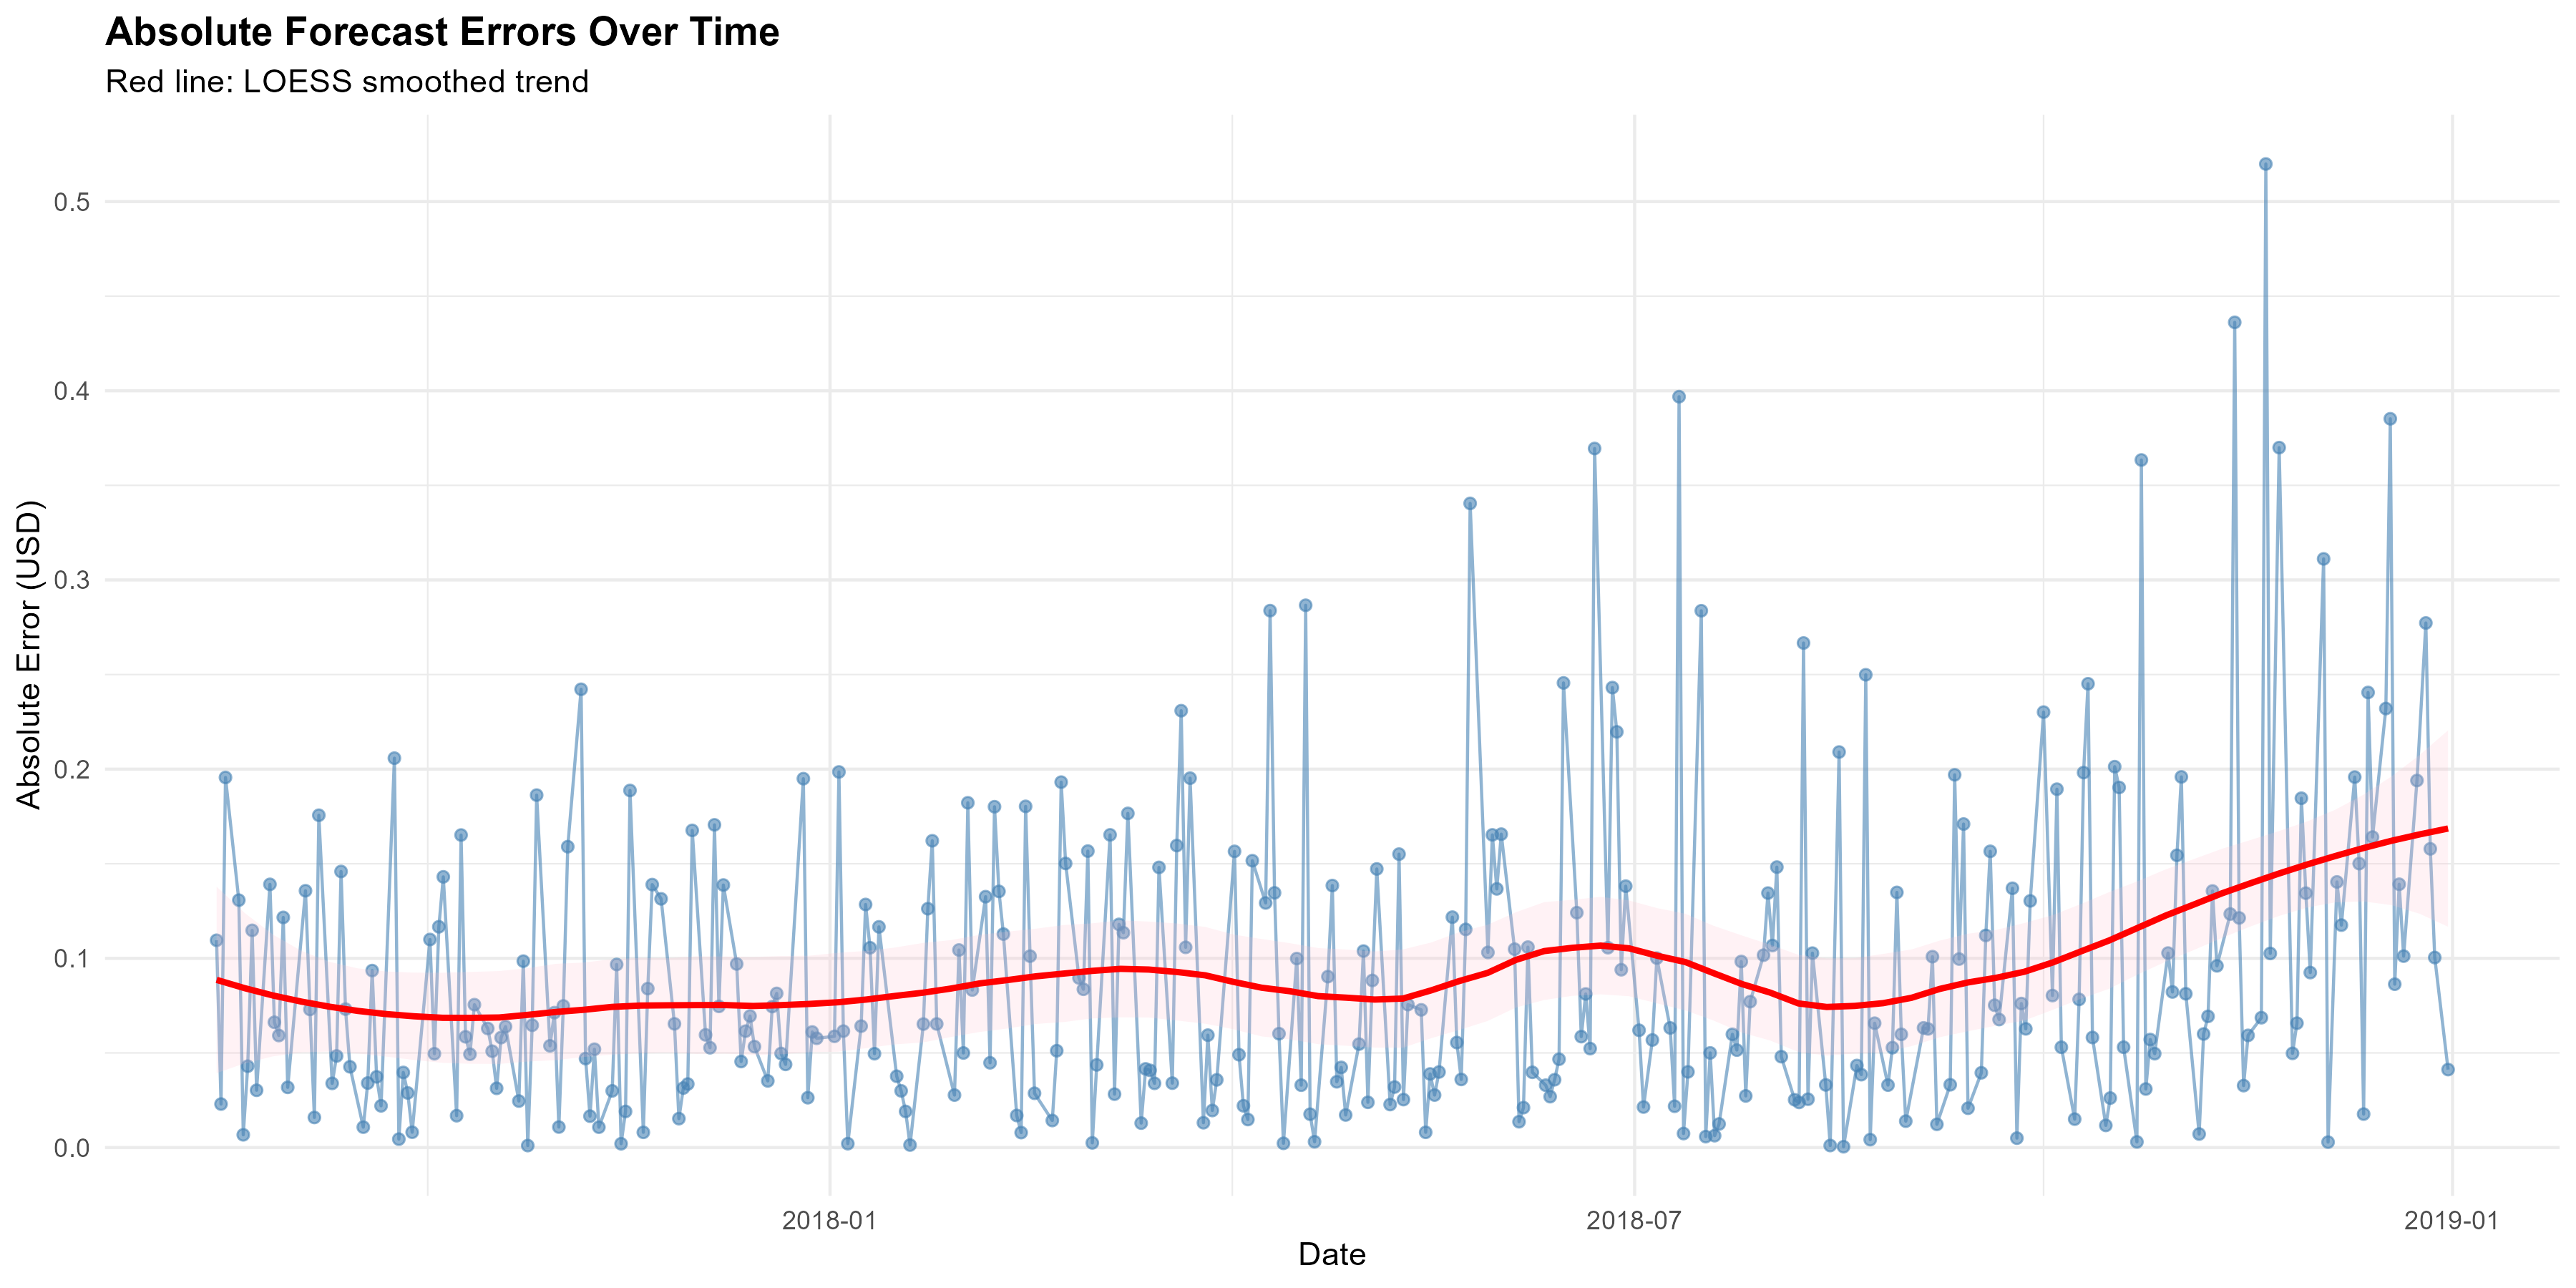 Absolute Forecast Errors Over Time
Red line: LOESS smoothed trend
Absolute Error (USD)
0.5
0.4
0.3
0.2
0.1
0.0
2018-01
2018-07
2019-01
Date